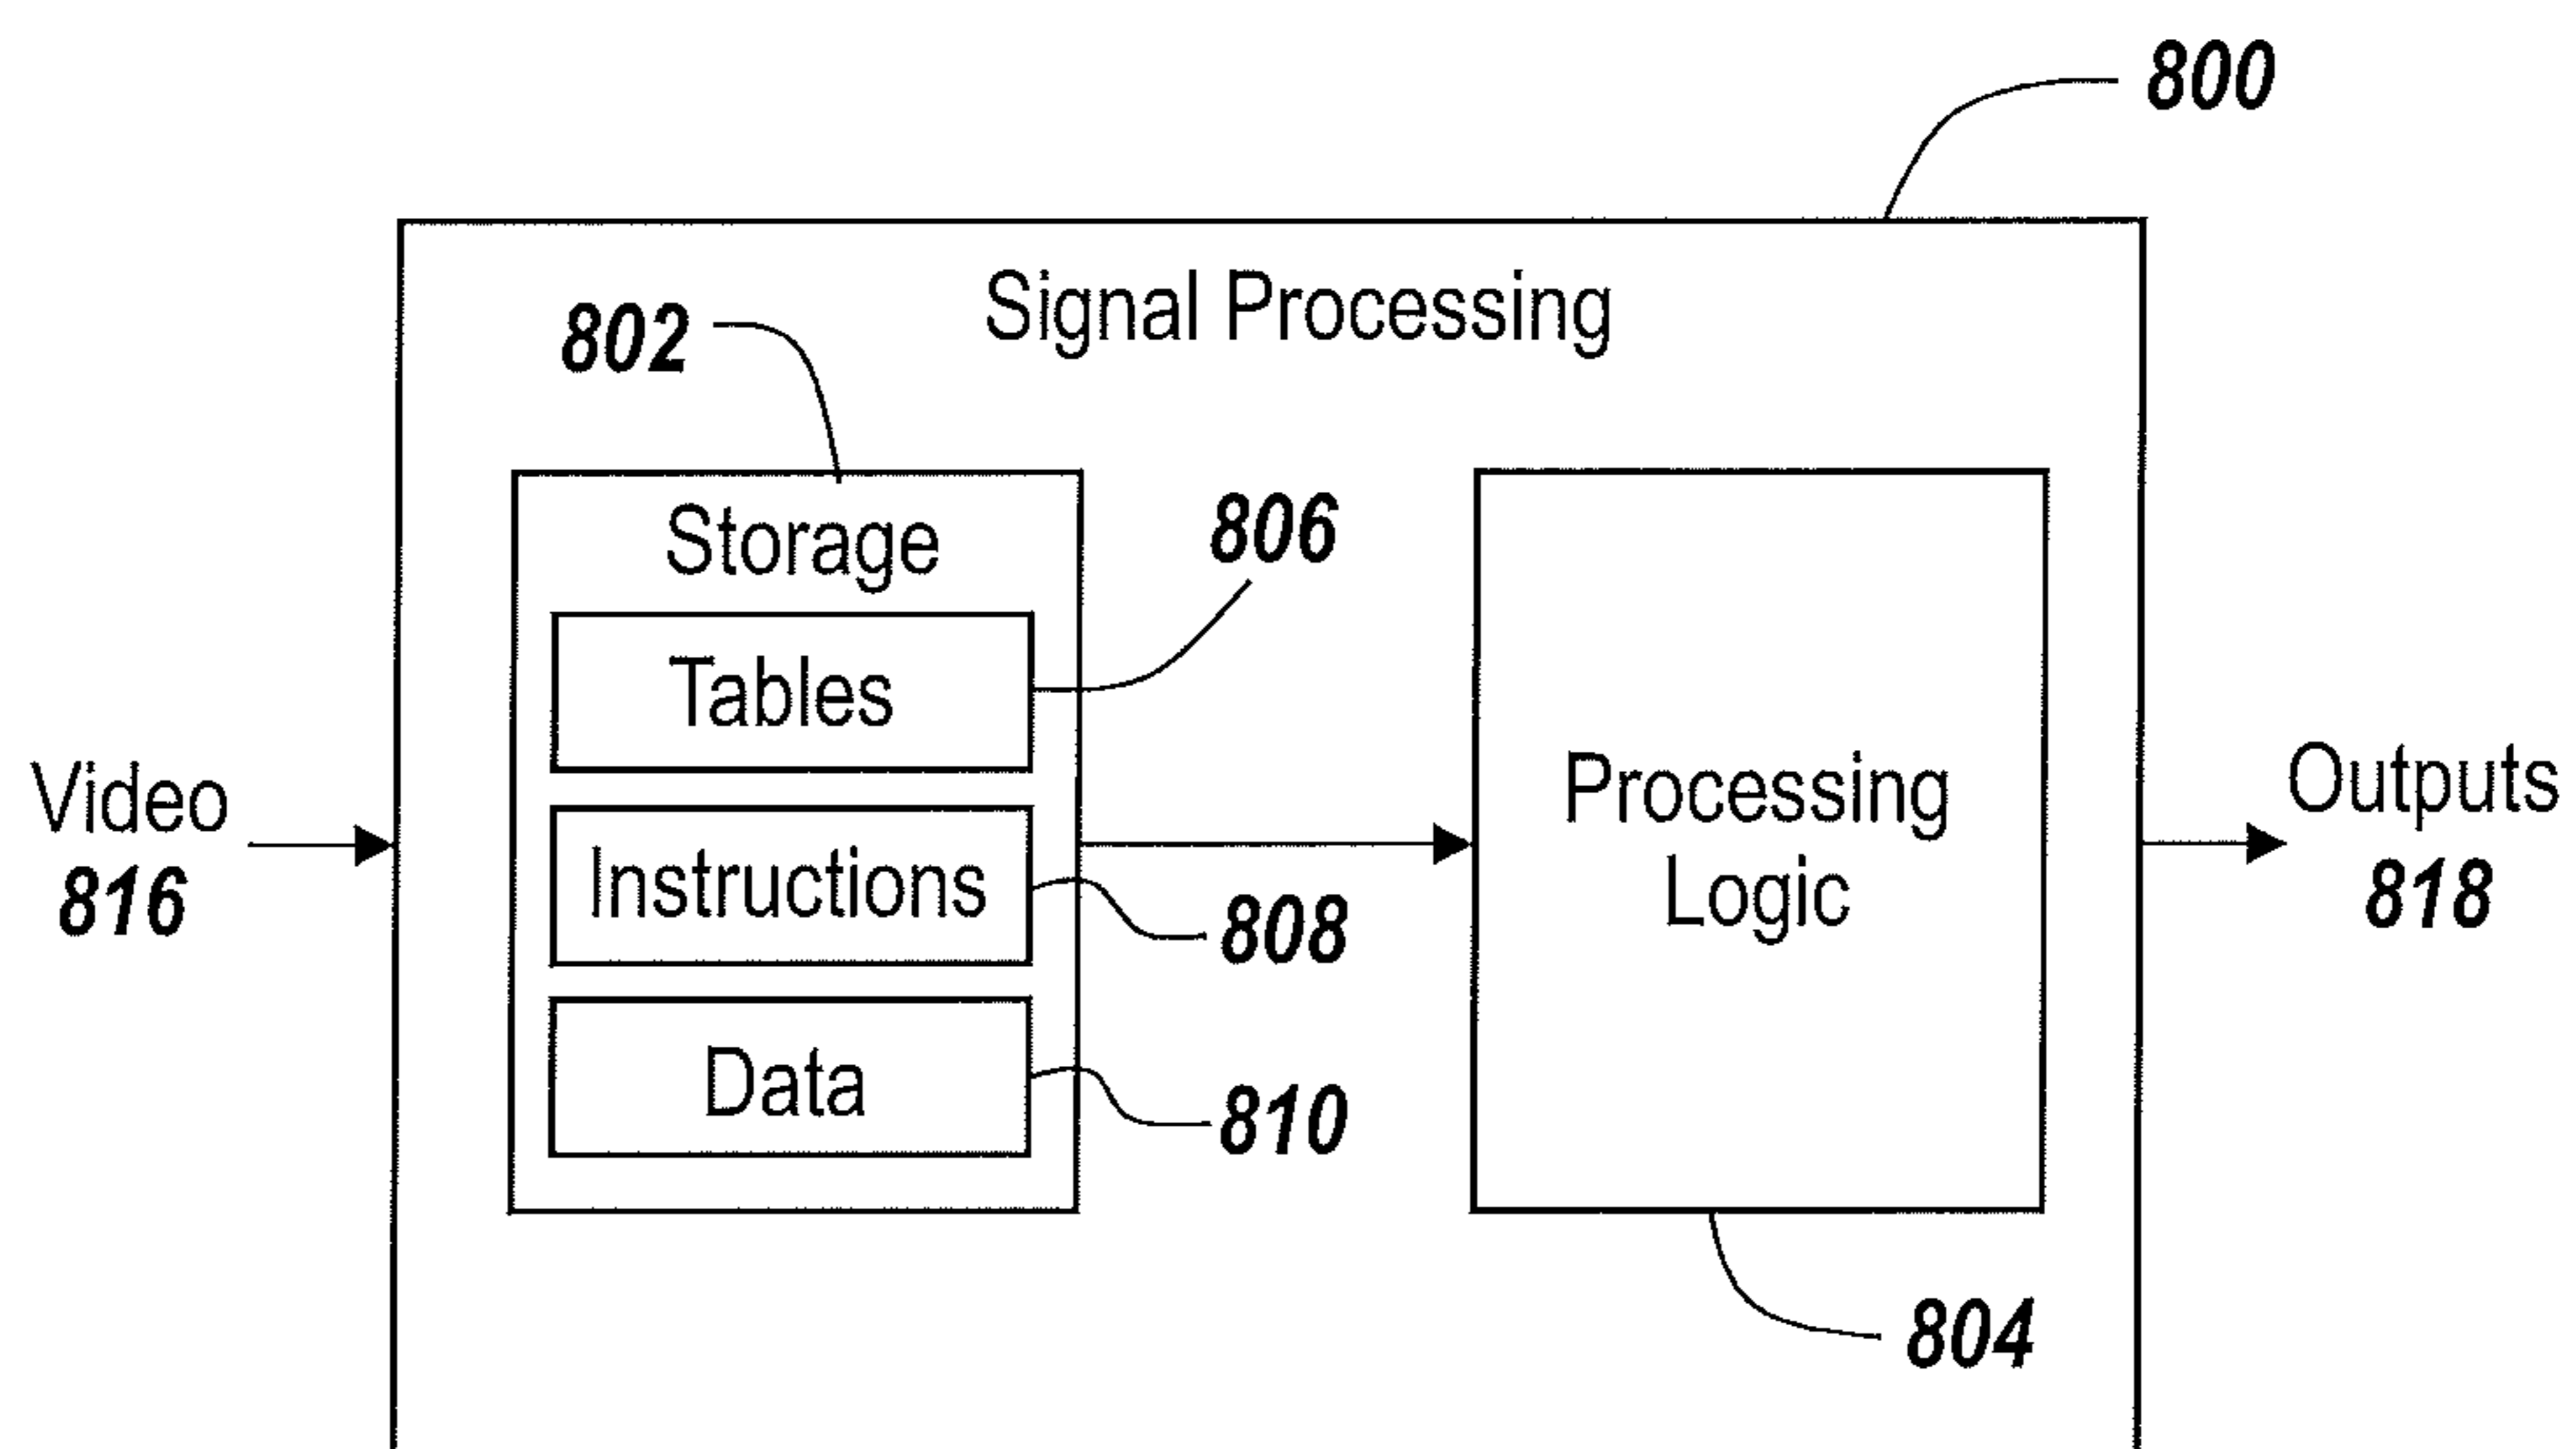 800
Signal Processing
802
Storage
806
Tables
Video
816
Instructions
808
Data
810
Processing
Logic
804
Outputs
818